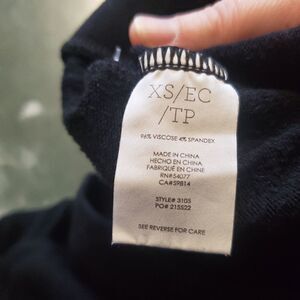 XS/EC
/TP
96% VISCOSE 4% SPANDEX
MADE IN CHINA
HECHO EN CHINA
FABRIQUÉ EN CHINE
RN#54077
CA#59814
STYLE# 3105
PO# 215522
SEE REVERSE FOR CARE